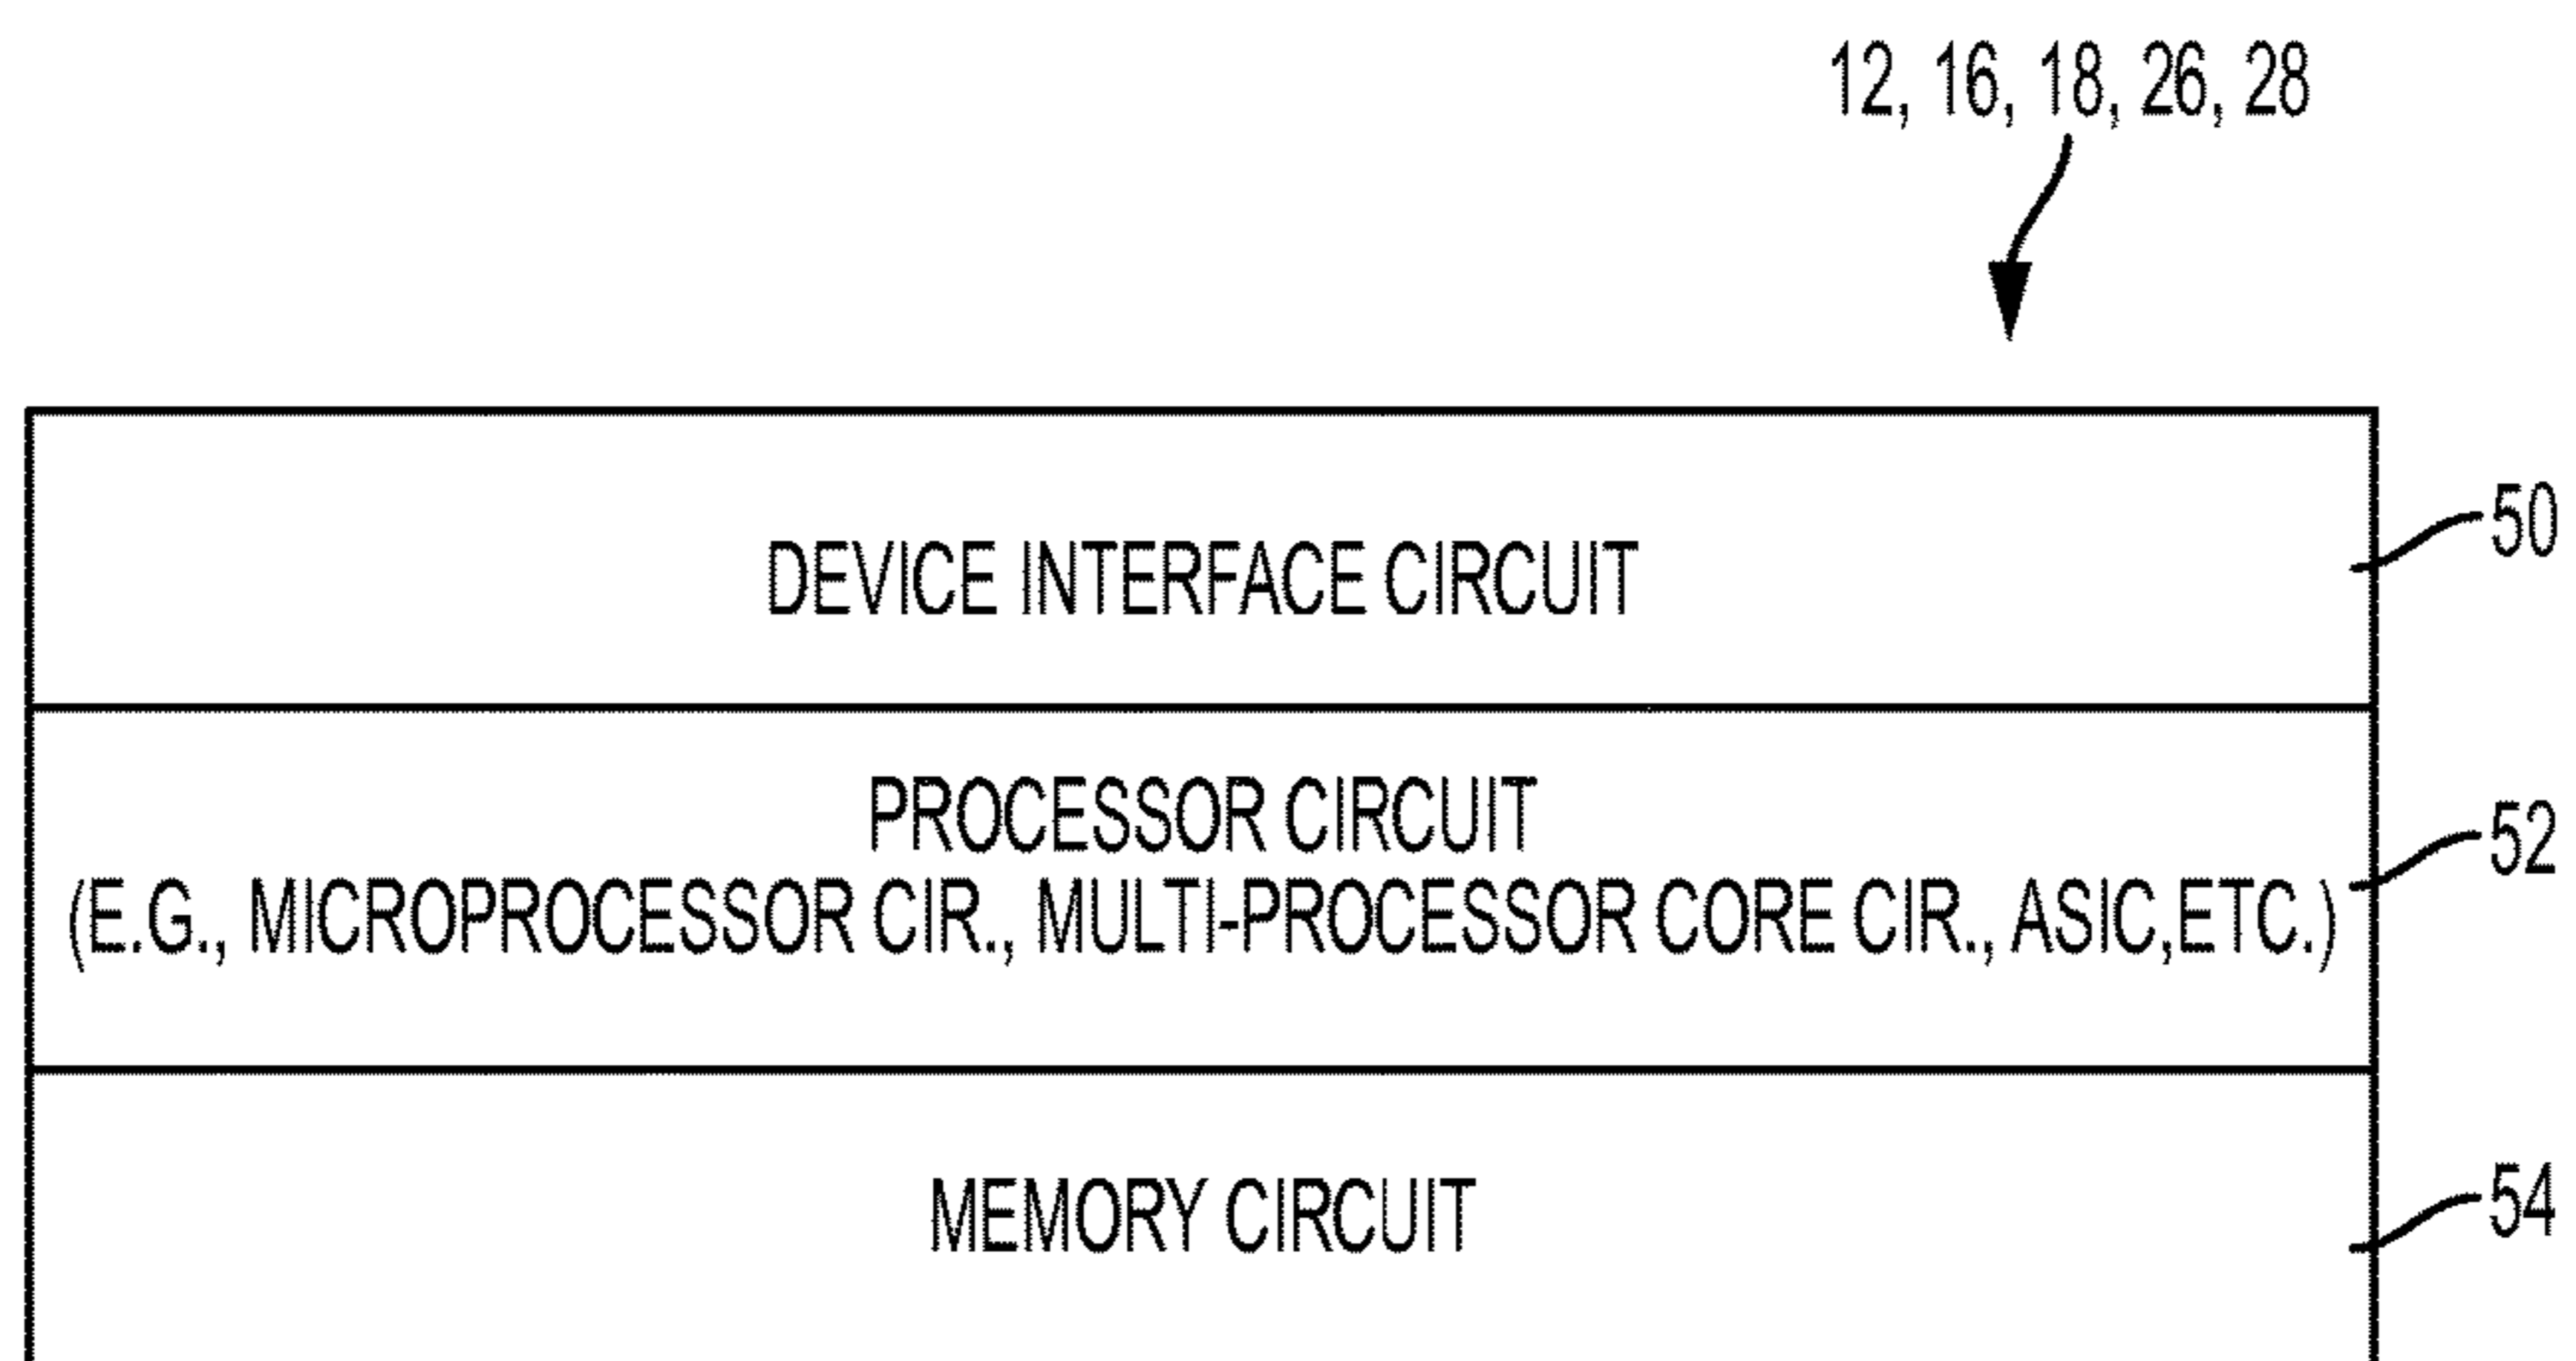 12, 16, 18, 26, 28
DEVICE INTERFACE CIRCUIT
50
PROCESSOR CIRCUIT
(E.G., MICROPROCESSOR CIR., MULTI-PROCESSOR CORE CIR., ASIC,ETC.)
52
MEMORY CIRCUIT
54